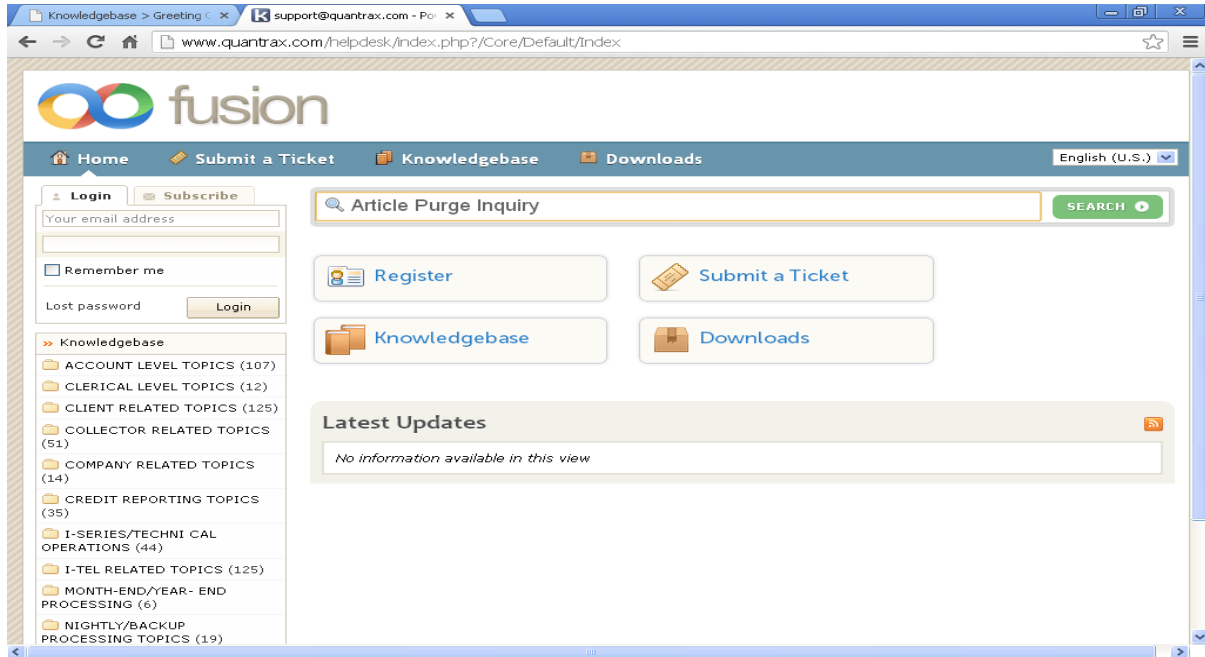 Knowledgebase > Greeting C
support@quantrax.com - Po
www.quantrax.com/helpdesk/index.php?/Core/Default/Index
fusion
Home Submit a Ticket Knowledgebase Downloads English (U.S.)
Login Subscribe
Your email address
Remember me
Lost password Login
Article Purge Inquiry SEARCH
Register Submit a Ticket
Knowledgebase Downloads
Latest Updates
No information available in this view
Knowledgebase
ACCOUNT LEVEL TOPICS (107)
CLERICAL LEVEL TOPICS (12)
CLIENT RELATED TOPICS (125)
COLLECTOR RELATED TOPICS
(51)
COMPANY RELATED TOPICS
(14)
CREDIT REPORTING TOPICS
(35)
I-SERIES/TECHNI CAL
OPERATIONS (44)
I-TEL RELATED TOPICS (125)
MONTH-END/YEAR- END
PROCESSING (6)
NIGHTLY/BACKUP
PROCESSING TOPICS (19)